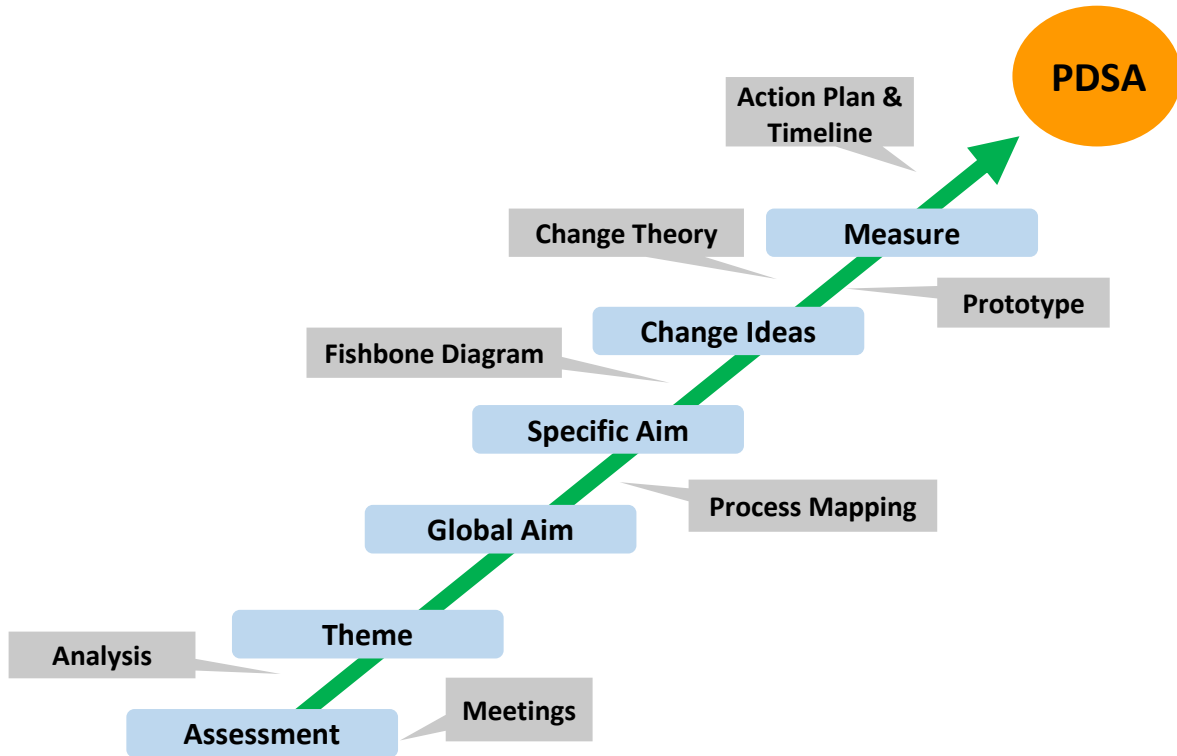 PDSA
Action Plan &
Timeline
Change Theory
Measure
Prototype
Change Ideas
Fishbone Diagram
Specific Aim
Process Mapping
Global Aim
Theme
Analysis
Meetings
Assessment